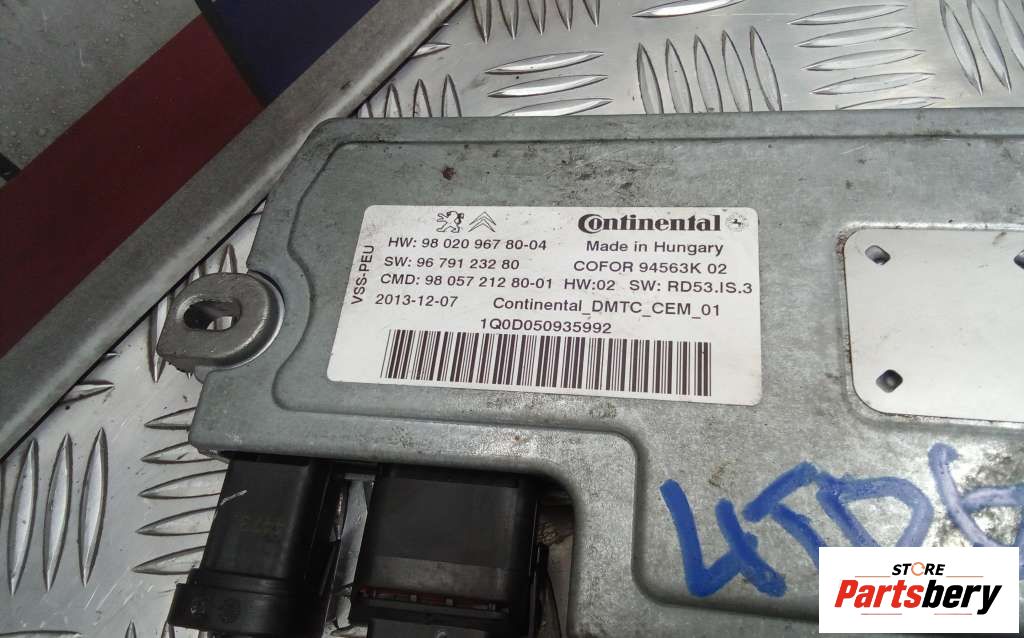 Continental
HW: 98 020 967 80-04
Made in Hungary
SW: 96 791 232 80
COFOR 94563K 02
CMD: 98 057 212 80-01 HW:02 SW: RD53.IS.3
2013-12-07 Continental_DMTC_CEM_01
1Q0D050935992
VSS-PEU
STORE
Partsbery